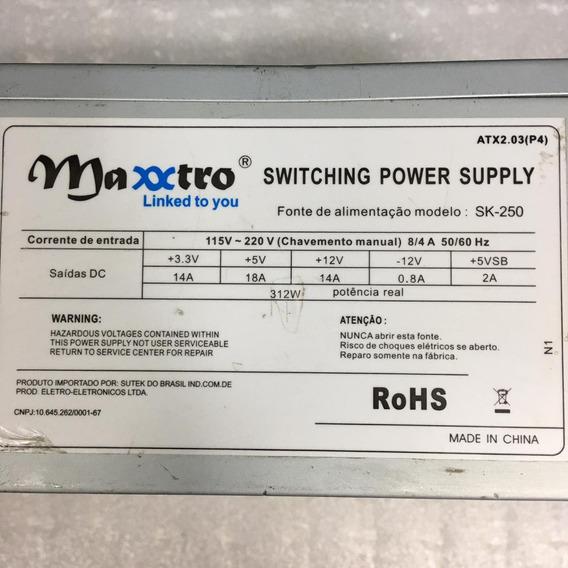 ATX2.03(P4)
Maxxtro® SWITCHING POWER SUPPLY
Linked to you
Fonte de alimentação modelo : SK-250
Corrente de entrada 115V ~ 220 V (Chavemento manual) 8/4 A 50/60 Hz
Saídas DC +3.3V +5V +12V -12V +5VSB
14A 18A 14A 0.8A 2A
312W potência real
WARNING:
HAZARDOUS VOLTAGES CONTAINED WITHIN
THIS POWER SUPPLY NOT USER SERVICEABLE
RETURN TO SERVICE CENTER FOR REPAIR
ATENÇÃO :
NUNCA abrir esta fonte.
Risco de choques elétricos se aberto.
Reparo somente na fábrica.
N1
PRODUTO IMPORTADO POR: SUTEK DO BRASIL IND.COM.DE
PROD. ELETRO-ELETRONICOS LTDA.
CNPJ:10.645.262/0001-67
RoHS
MADE IN CHINA